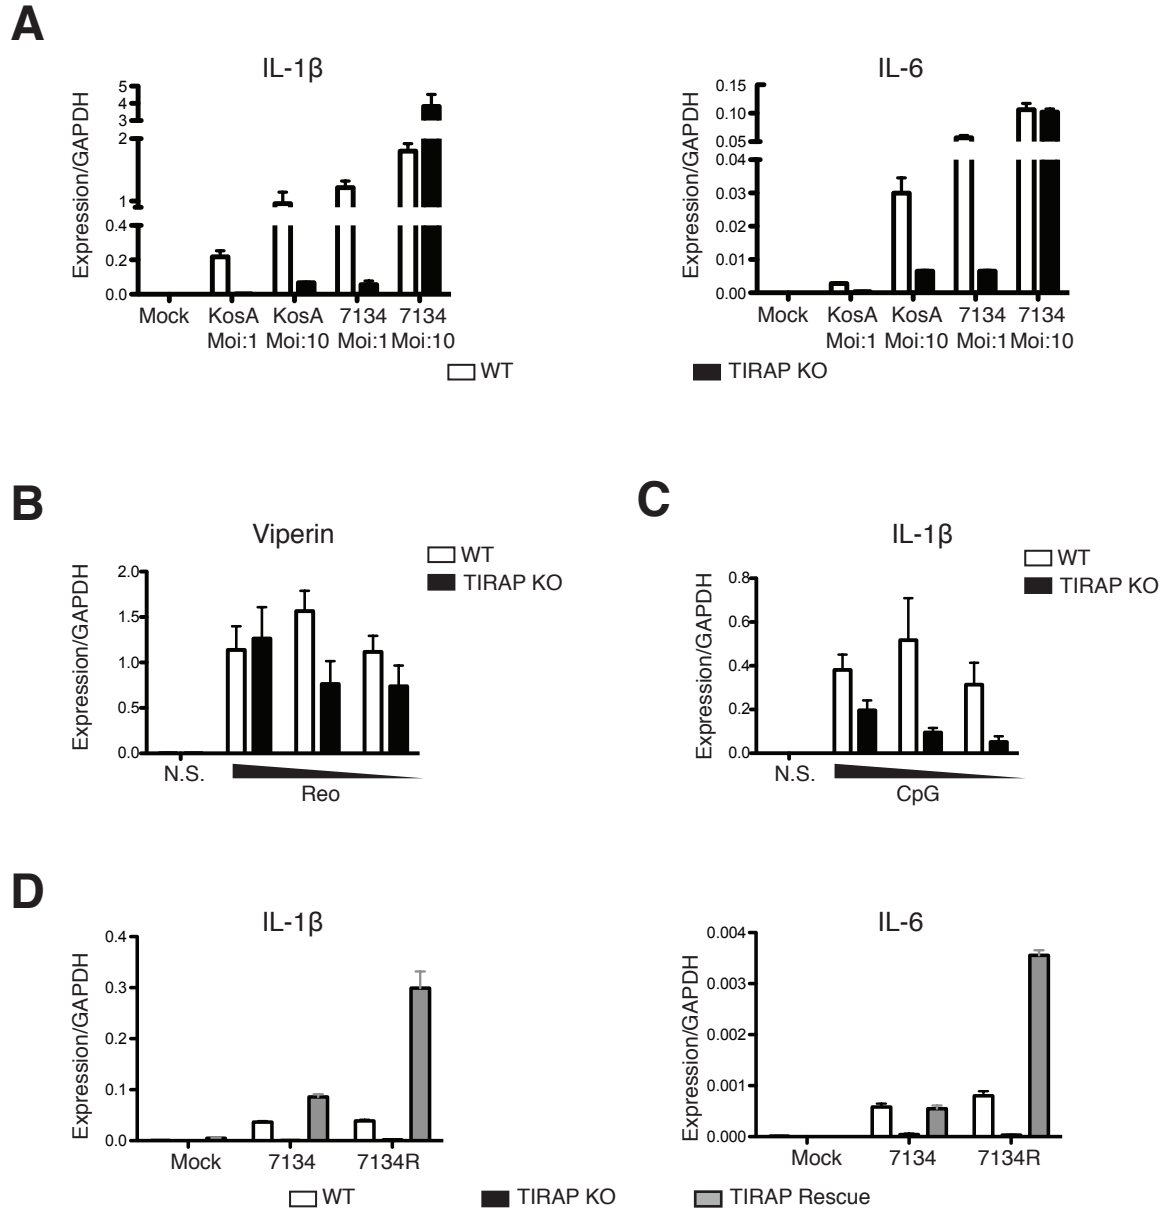 A
IL-1β
IL-6
Expression/GAPDH
5
4
3
2
1
0.4
0.2
0.0
Mock KosA KosA 7134 7134
Moi:1 Moi:10 Moi:1 Moi:10
Expression/GAPDH
0.15
0.10
0.05
0.04
0.03
0.02
0.01
0.00
Mock KosA KosA 7134 7134
Moi:1 Moi:10 Moi:1 Moi:10
WT TIRAP KO
B
Viperin
WT
TIRAP KO
Expression/GAPDH
2.0
1.5
1.0
0.5
0.0
N.S.
Reo
C
IL-1β
WT
TIRAP KO
Expression/GAPDH
0.8
0.6
0.4
0.2
0.0
N.S.
CpG
D
IL-1β
Expression/GAPDH
0.4
0.3
0.2
0.1
0.0
Mock 7134 7134R
IL-6
Expression/GAPDH
0.004
0.003
0.002
0.001
0.000
Mock 7134 7134R
WT TIRAP KO TIRAP Rescue